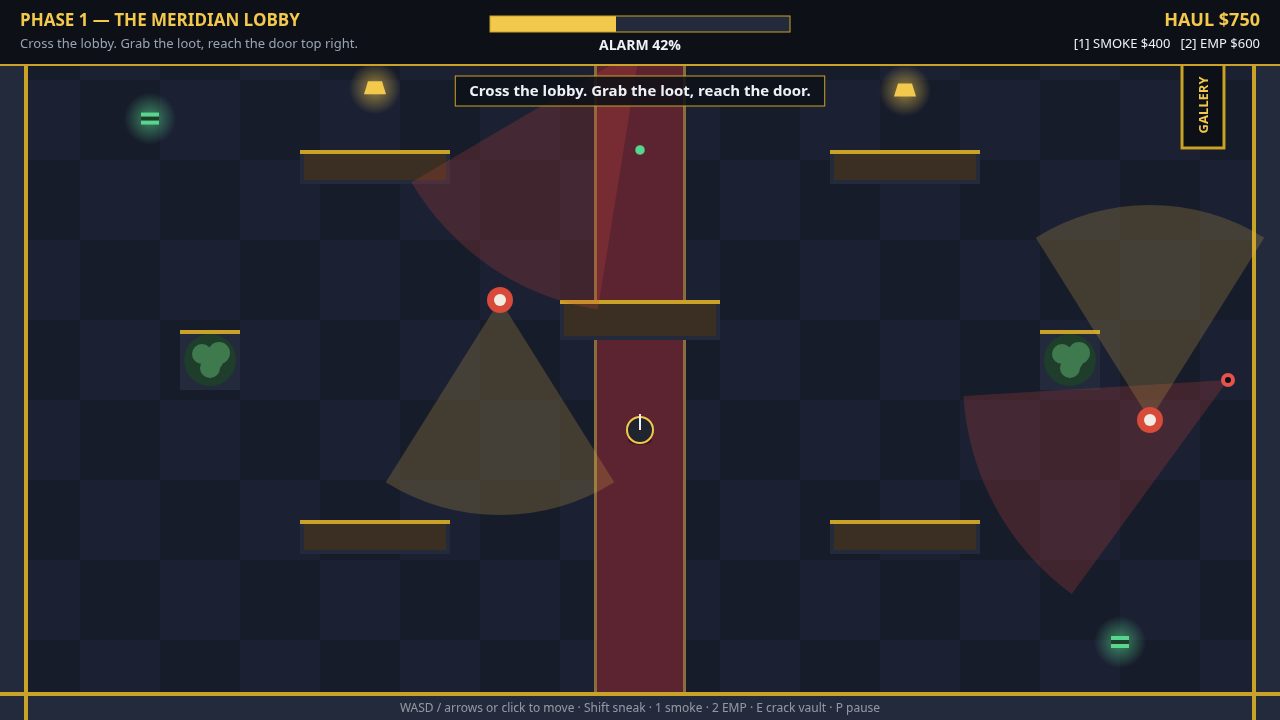 PHASE 1 — THE MERIDIAN LOBBY
Cross the lobby. Grab the loot, reach the door top right.
ALARM 42%
HAUL $750
[1] SMOKE $400 [2] EMP $600
Cross the lobby. Grab the loot, reach the door.
GALLERY
WASD / arrows or click to move · Shift sneak · 1 smoke · 2 EMP · E crack vault · P pause